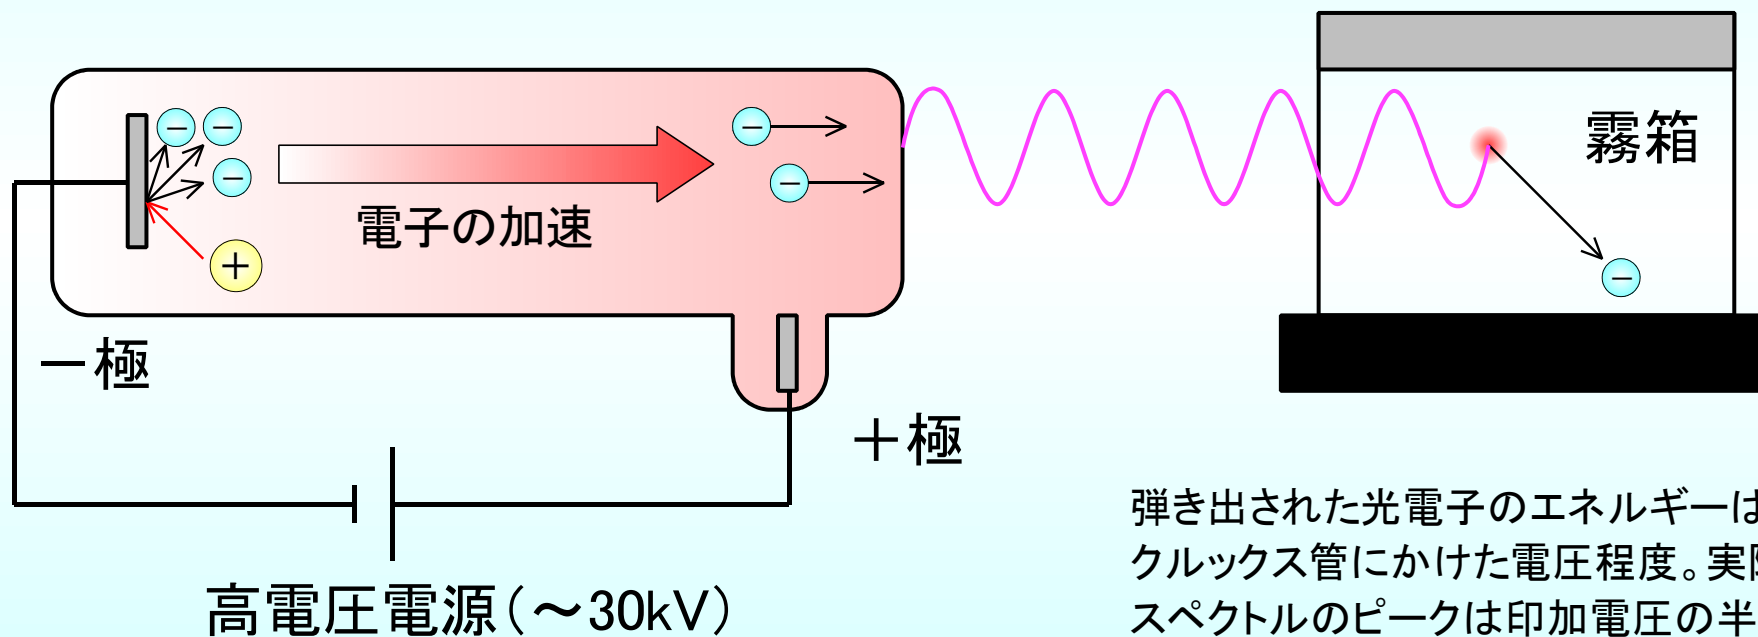 霧箱
電子の加速
－極
＋極
高電圧電源（～30kV）
弾き出された光電子のエネルギーは
クルックス管にかけた電圧程度。実際
スペクトルのピークは印加電圧の半